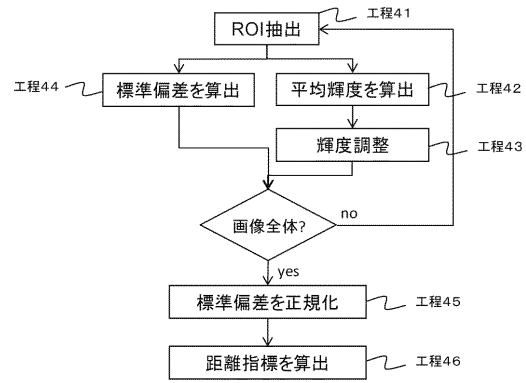 工程41
ROI抽出
工程44
標準偏差を算出
平均輝度を算出
工程42
輝度調整
工程43
画像全体?
no
yes
標準偏差を正規化
工程45
距離指標を算出
工程46